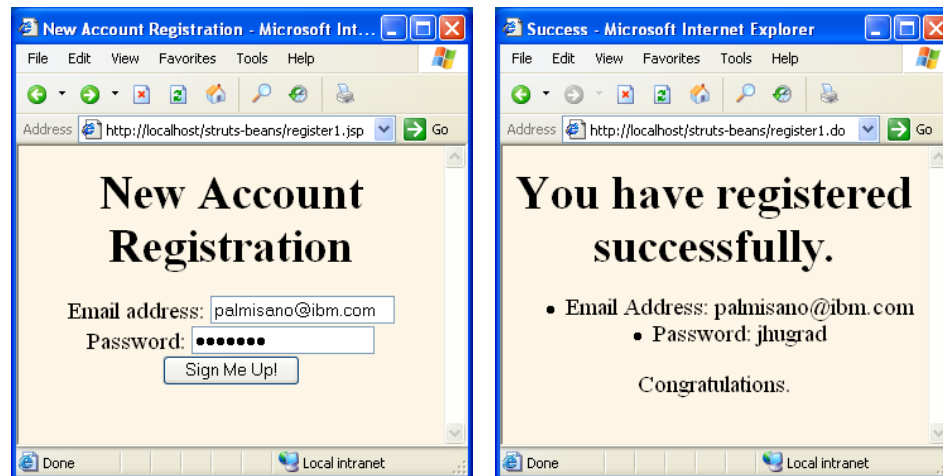 New Account Registration - Microsoft Int...
File Edit View Favorites Tools Help
Address http://localhost/struts-beans/register1.jsp Go
New Account
Registration
Email address: palmisano@ibm.com
Password: •••••••
Sign Me Up!
Done Local intranet
Success - Microsoft Internet Explorer
File Edit View Favorites Tools Help
Address http://localhost/struts-beans/register1.do Go
You have registered
successfully.
• Email Address: palmisano@ibm.com
• Password: jhugrad
Congratulations.
Done Local intranet